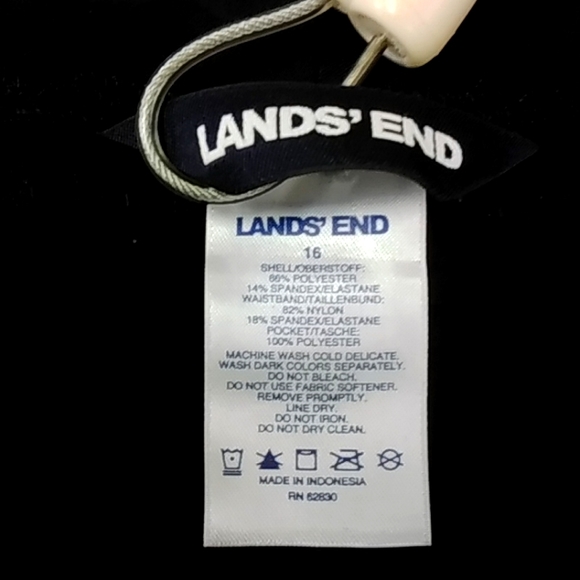 LANDS' END
LANDS' END
16
SHELL/OBERSTOFF:
86% POLYESTER
14% SPANDEX/ELASTANE
WAISTBAND/TAILLENBUND:
82% NYLON
18% SPANDEX/ELASTANE
POCKET/TASCHE:
100% POLYESTER
MACHINE WASH COLD DELICATE.
WASH DARK COLORS SEPARATELY.
DO NOT BLEACH.
DO NOT USE FABRIC SOFTENER.
REMOVE PROMPTLY.
LINE DRY.
DO NOT IRON.
DO NOT DRY CLEAN.
MADE IN INDONESIA
RN 62830